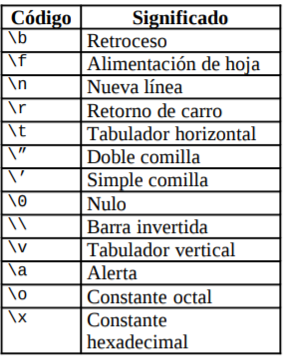 Código Significado
\b Retroceso
\f Alimentación de hoja
\n Nueva línea
\r Retorno de carro
\t Tabulador horizontal
\” Doble comilla
\’ Simple comilla
\0 Nulo
\\ Barra invertida
\v Tabulador vertical
\a Alerta
\o Constante octal
\x Constante
hexadecimal